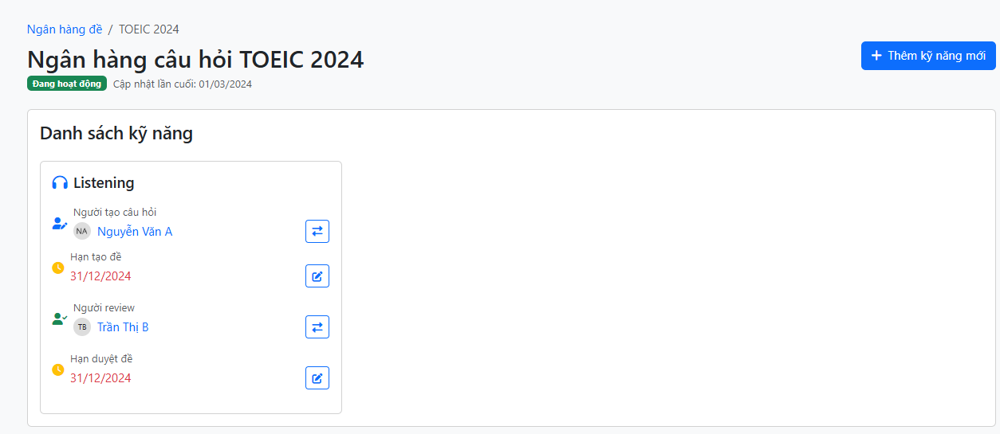 Ngân hàng đề / TOEIC 2024
Ngân hàng câu hỏi TOEIC 2024
+ Thêm kỹ năng mới
Đang hoạt động Cập nhật lần cuối: 01/03/2024
Danh sách kỹ năng
Listening
Người tạo câu hỏi
NA Nguyễn Văn A
Hạn tạo đề
31/12/2024
Người review
TB Trần Thị B
Hạn duyệt đề
31/12/2024